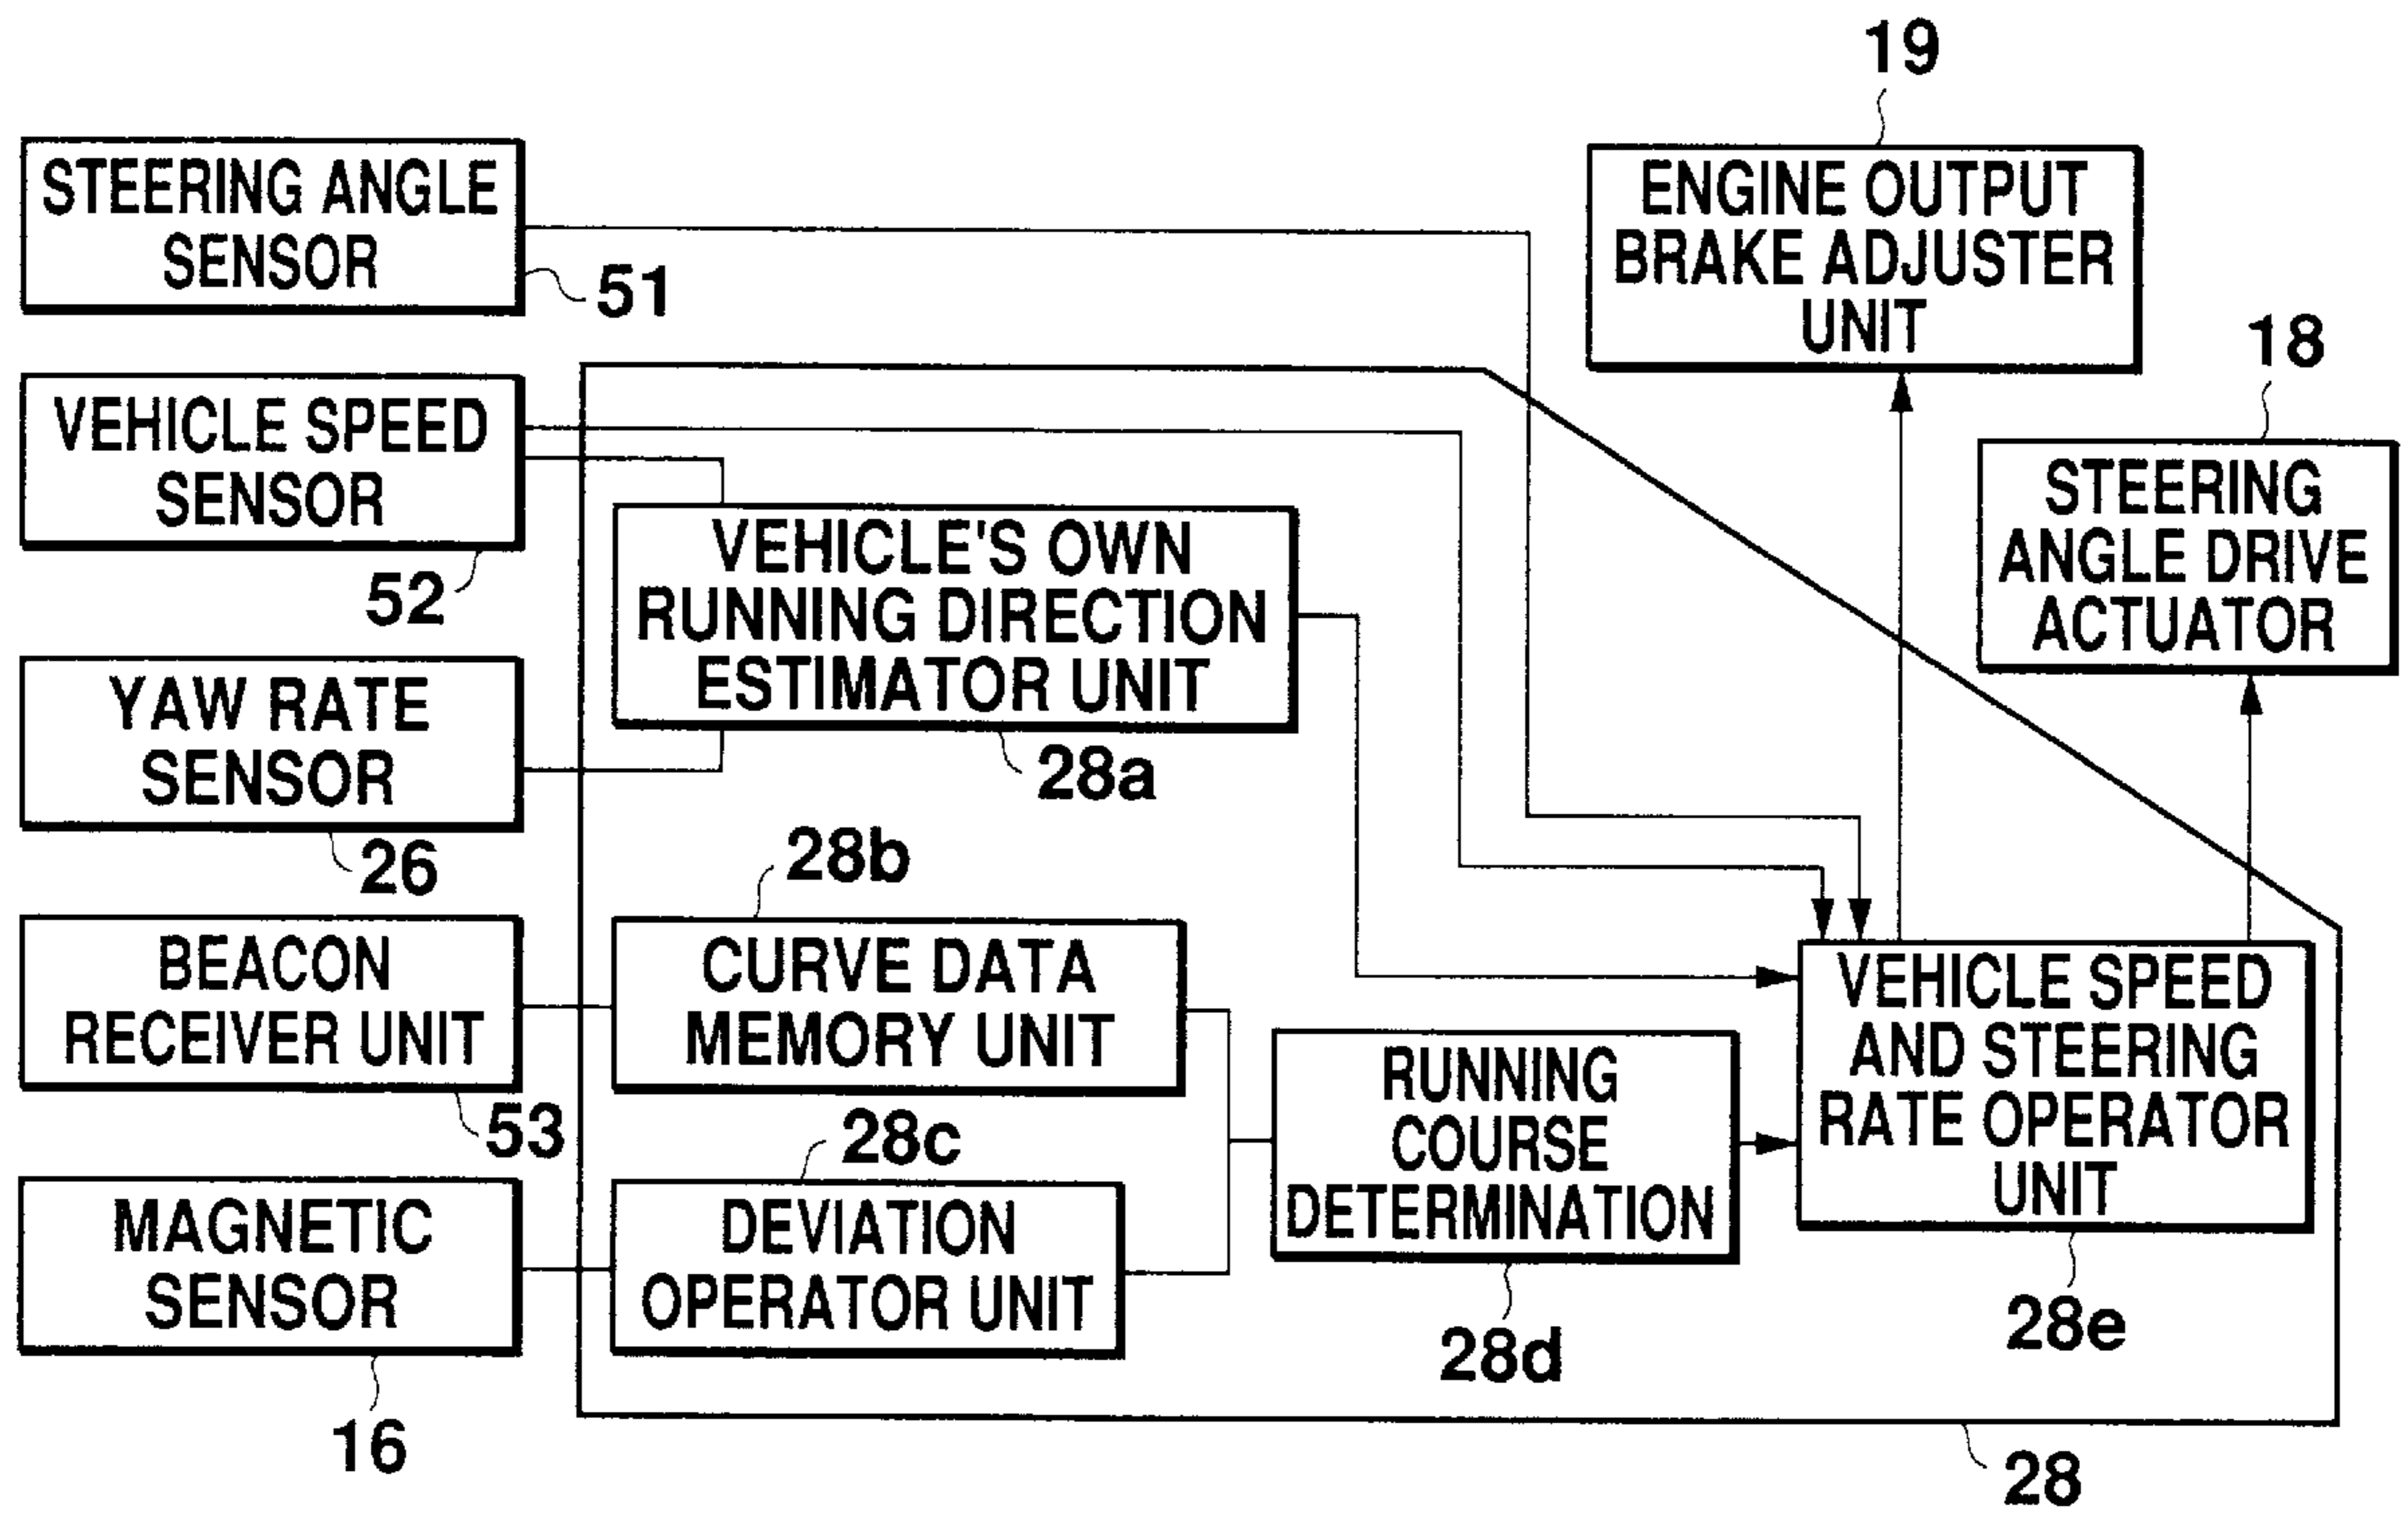 19
STEERING ANGLE
SENSOR
51
ENGINE OUTPUT
BRAKE ADJUSTER
UNIT
18
VEHICLE SPEED
SENSOR
52
STEERING
ANGLE DRIVE
ACTUATOR
VEHICLE'S OWN
RUNNING DIRECTION
ESTIMATOR UNIT
28a
YAW RATE
SENSOR
26
28b
BEACON
RECEIVER UNIT
53
CURVE DATA
MEMORY UNIT
28c
RUNNING
COURSE
DETERMINATION
28d
VEHICLE SPEED
AND STEERING
RATE OPERATOR
UNIT
28e
MAGNETIC
SENSOR
16
DEVIATION
OPERATOR UNIT
28